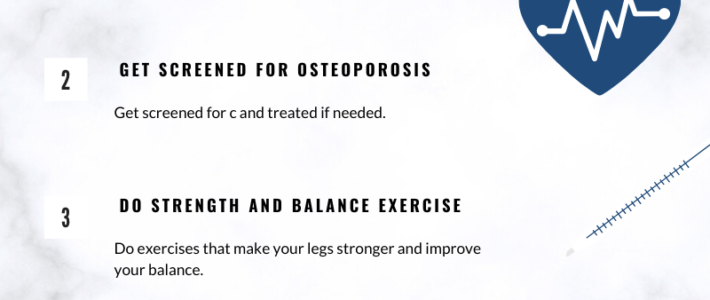 2
GET SCREENED FOR OSTEOPOROSIS
Get screened for c and treated if needed.
3
DO STRENGTH AND BALANCE EXERCISE
Do exercises that make your legs stronger and improve
your balance.